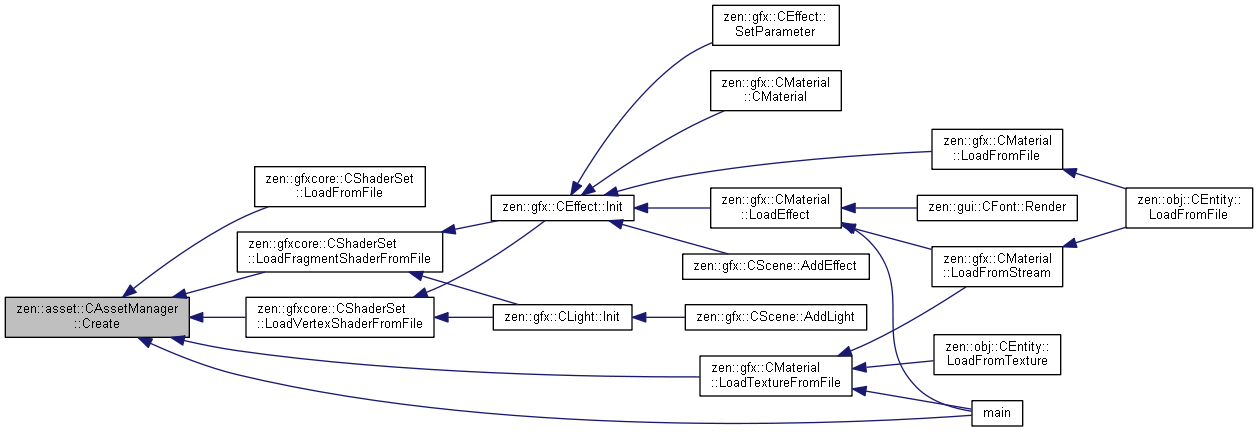 zen::gfx::CEffect::
SetParameter
zen::gfx::CMaterial
::CMaterial
zen::gfx::CMaterial
::LoadFromFile
zen::gfxcore::CShaderSet
::LoadFromFile
zen::gfx::CEffect::Init
zen::gfx::CMaterial
::LoadEffect
zen::gui::CFont::Render
zen::obj::CEntity::
LoadFromFile
zen::gfxcore::CShaderSet
::LoadFragmentShaderFromFile
zen::gfx::CScene::AddEffect
zen::gfx::CMaterial
::LoadFromStream
zen::asset::CAssetManager
::Create
zen::gfxcore::CShaderSet
::LoadVertexShaderFromFile
zen::gfx::CLight::Init
zen::gfx::CScene::AddLight
zen::gfx::CMaterial
::LoadTextureFromFile
zen::obj::CEntity::
LoadFromTexture
main